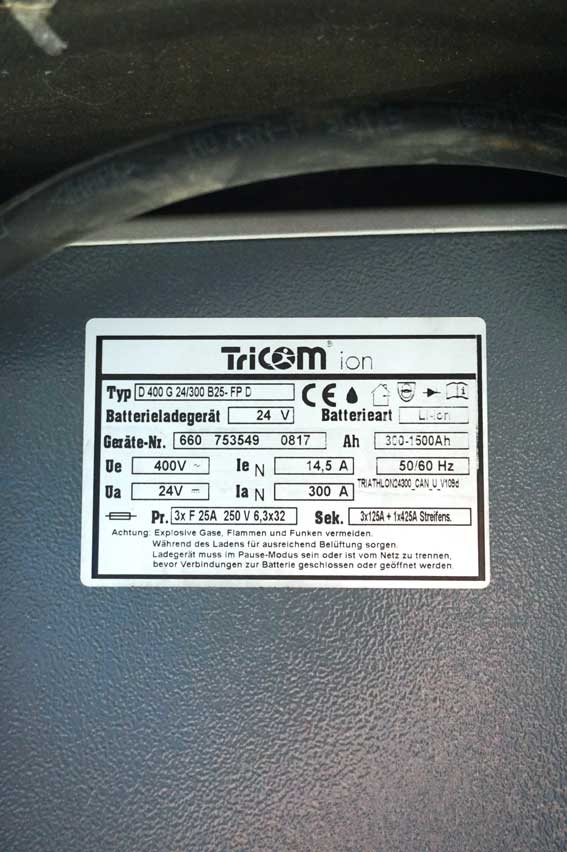 TriCOM® ion
Typ D 400 G 24/300 B25- FP D CE
Batterieladegerät 24 V Batterieart Li-Ion
Geräte-Nr. 660 753549 0817 Ah 300-1500Ah
Ue 400V ~ Ie N 14,5 A 50/60 Hz
Ua 24V ⎓ Ia N 300 A TRIATHLON24300_CAN_U_V109d
Pr. 3x F 25A 250 V 6,3x32 Sek. 3x125A + 1x425A Streifens.
Achtung: Explosive Gase, Flammen und Funken vermeiden.
Während des Ladens für ausreichend Belüftung sorgen.
Ladegerät muss im Pause-Modus sein oder ist vom Netz zu trennen,
bevor Verbindungen zur Batterie geschlossen oder geöffnet werden.